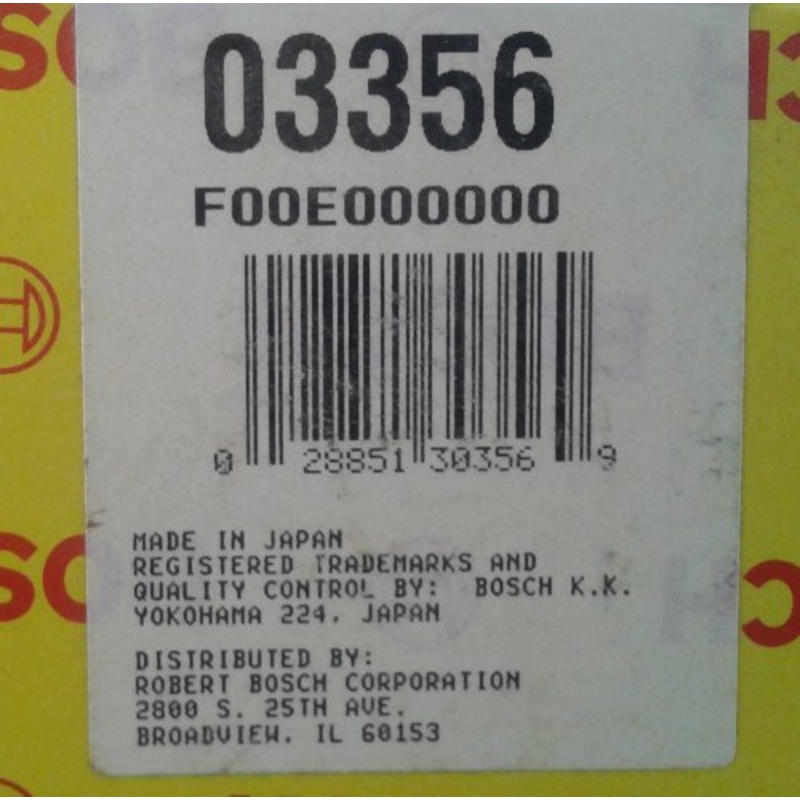 03356
F00E000000
0 28851 30356 9
MADE IN JAPAN
REGISTERED TRADEMARKS AND
QUALITY CONTROL BY: BOSCH K.K.
YOKOHAMA 224, JAPAN
DISTRIBUTED BY:
ROBERT BOSCH CORPORATION
2800 S. 25TH AVE.
BROADVIEW, IL 60153